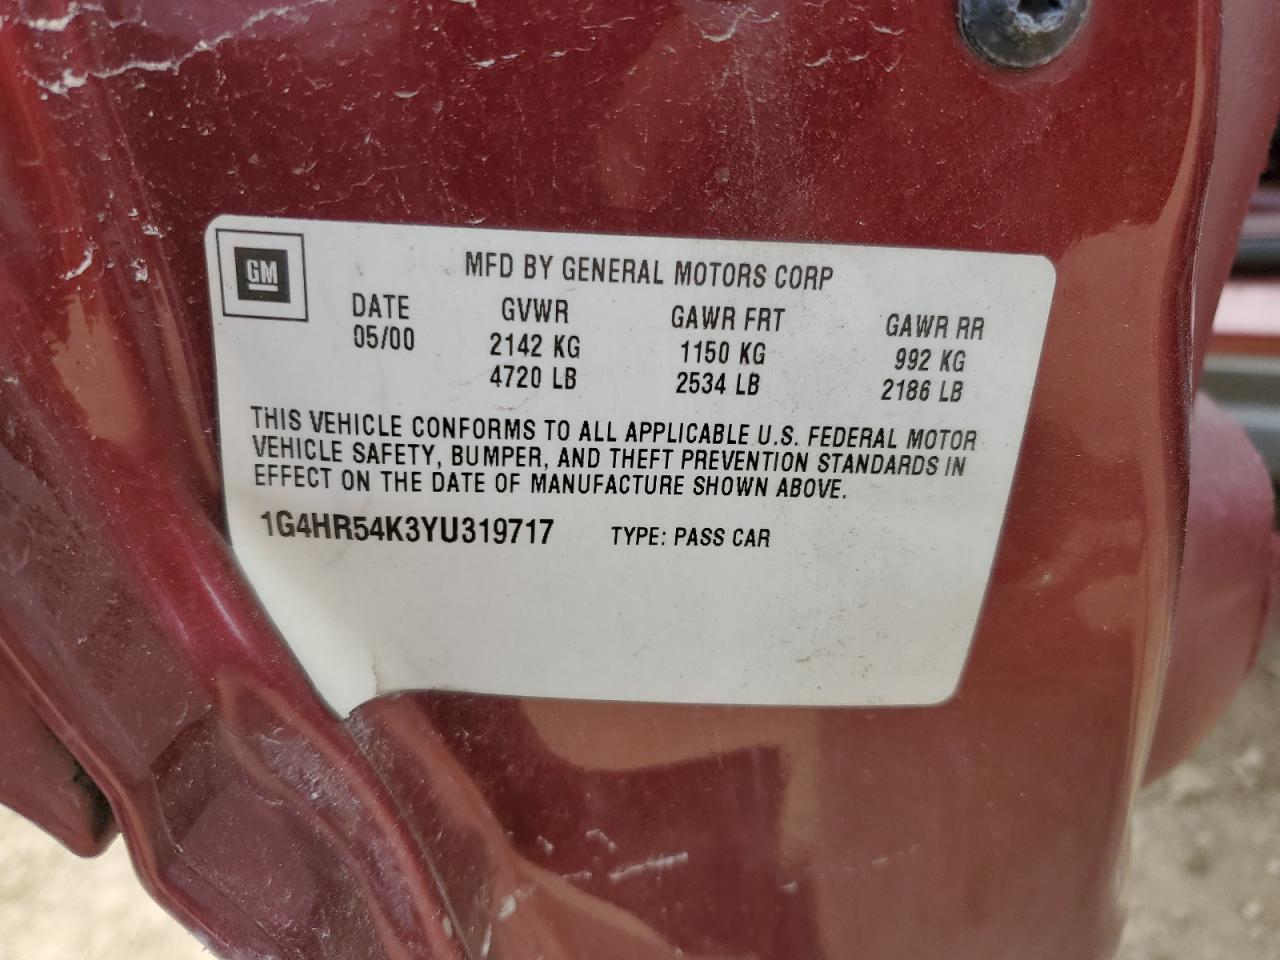 GM
MFD BY GENERAL MOTORS CORP
DATE GVWR GAWR FRT GAWR RR
05/00 2142 KG 1150 KG 992 KG
4720 LB 2534 LB 2186 LB
THIS VEHICLE CONFORMS TO ALL APPLICABLE U.S. FEDERAL MOTOR
VEHICLE SAFETY, BUMPER, AND THEFT PREVENTION STANDARDS IN
EFFECT ON THE DATE OF MANUFACTURE SHOWN ABOVE.
1G4HR54K3YU319717 TYPE: PASS CAR